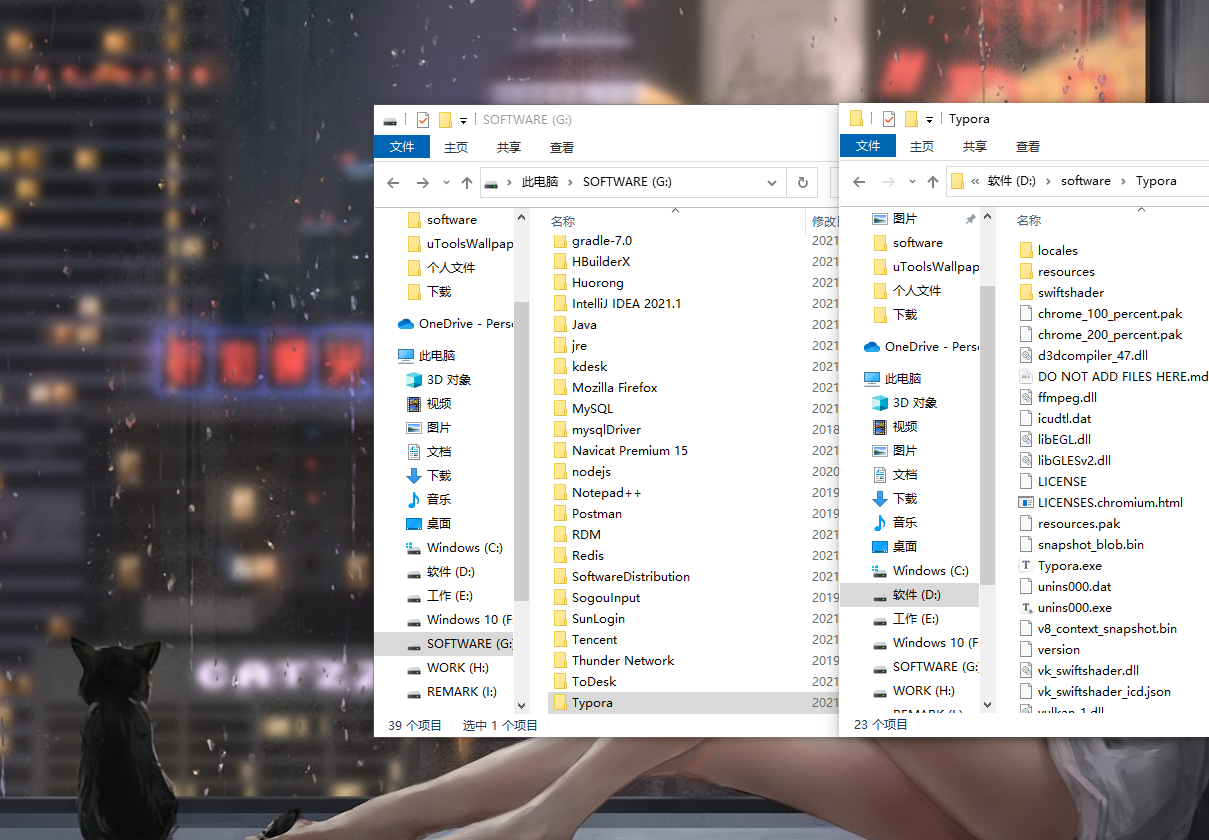 SOFTWARE (G:)
文件 主页 共享 查看
此电脑 SOFTWARE (G:)
software
uToolsWallpap
个人文件
下载
OneDrive - Pers
此电脑
3D 对象
视频
图片
文档
下载
音乐
桌面
Windows (C:)
软件 (D:)
工作 (E:)
Windows 10 (F
SOFTWARE (G:
WORK (H:)
REMARK (I:)
名称 修改
gradle-7.0 2021
HBuilderX 2021
Huorong 2021
IntelliJ IDEA 2021.1 2021
Java 2021
jre 2021
kdesk 2021
Mozilla Firefox 2021
MySQL 2021
mysqlDriver 2018
Navicat Premium 15 2021
nodejs 2020
Notepad++ 2019
Postman 2021
RDM 2021
Redis 2021
SoftwareDistribution 2021
SogouInput 2019
SunLogin 2021
Tencent 2021
Thunder Network 2019
ToDesk 2021
Typora 2021
39 个项目 选中 1 个项目
Typora
文件 主页 共享 查看
« 软件 (D:) software Typora
图片
software
uToolsWallpap
个人文件
下载
OneDrive - Pers
此电脑
3D 对象
视频
图片
文档
下载
音乐
桌面
Windows (C:)
软件 (D:)
工作 (E:)
Windows 10 (F
SOFTWARE (G:
WORK (H:)
REMARK (I:)
名称
locales
resources
swiftshader
chrome_100_percent.pak
chrome_200_percent.pak
d3dcompiler_47.dll
DO NOT ADD FILES HERE.md
ffmpeg.dll
icudtl.dat
libEGL.dll
libGLESv2.dll
LICENSE
LICENSES.chromium.html
resources.pak
snapshot_blob.bin
Typora.exe
unins000.dat
unins000.exe
v8_context_snapshot.bin
version
vk_swiftshader.dll
vk_swiftshader_icd.json
vulkan-1.dll
23 个项目